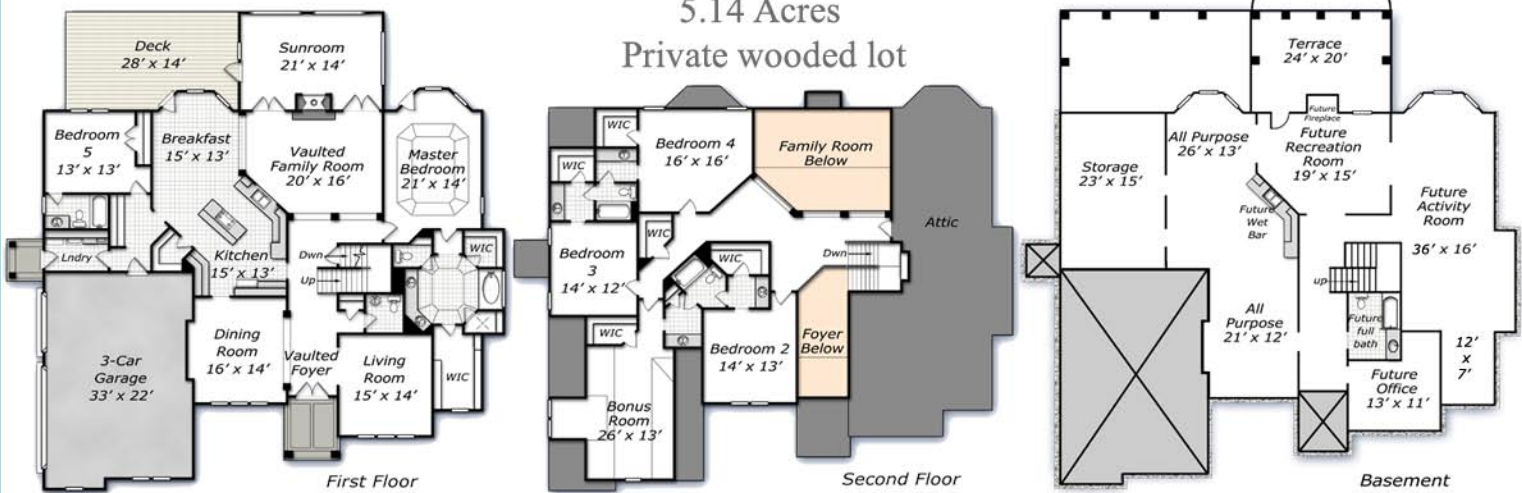 5.14 Acres
Private wooded lot
Deck
28' x 14'
Sunroom
21' x 14'
Bedroom
5
13' x 13'
Breakfast
15' x 13'
Vaulted
Family Room
20' x 16'
Master
Bedroom
21' x 14'
Lndry
Kitchen
15' x 13'
Dwn
Up
WIC
3-Car
Garage
33' x 22'
Dining
Room
16' x 14'
Vaulted
Foyer
Living
Room
15' x 14'
WIC
First Floor
WIC
WIC
Bedroom 4
16' x 16'
Family Room
Below
WIC
Bedroom
3
14' x 12'
WIC
Dwn
Attic
WIC
Bedroom 2
14' x 13'
Foyer
Below
Bonus
Room
26' x 13'
Second Floor
Terrace
24' x 20'
Future
Fireplace
All Purpose
26' x 13'
Future
Recreation
Room
19' x 15'
Storage
23' x 15'
Future
Wet
Bar
Future
Activity
Room
36' x 16'
up
All
Purpose
21' x 12'
Future
full
bath
12'
x
7'
Future
Office
13' x 11'
Basement